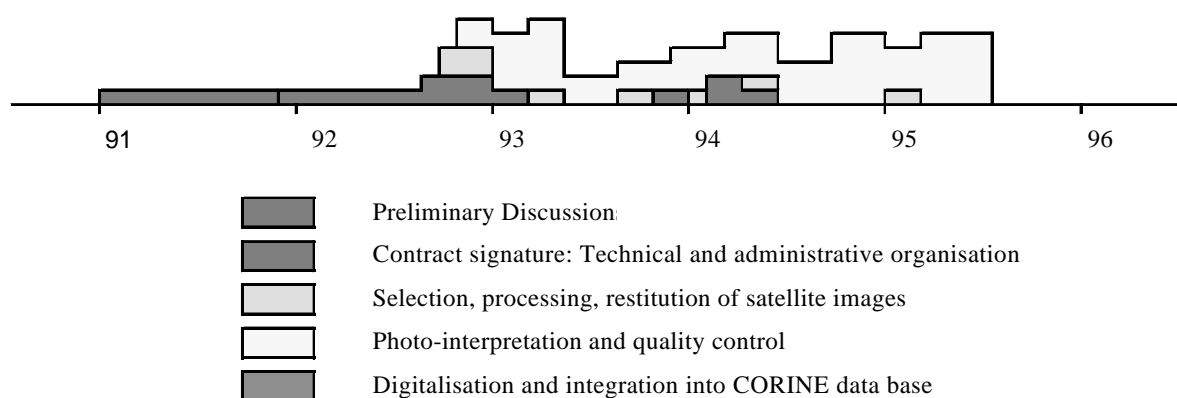 91 92 93 94 95 96
Preliminary Discussion
Contract signature: Technical and administrative organisation
Selection, processing, restitution of satellite images
Photo-interpretation and quality control
Digitalisation and integration into CORINE data base